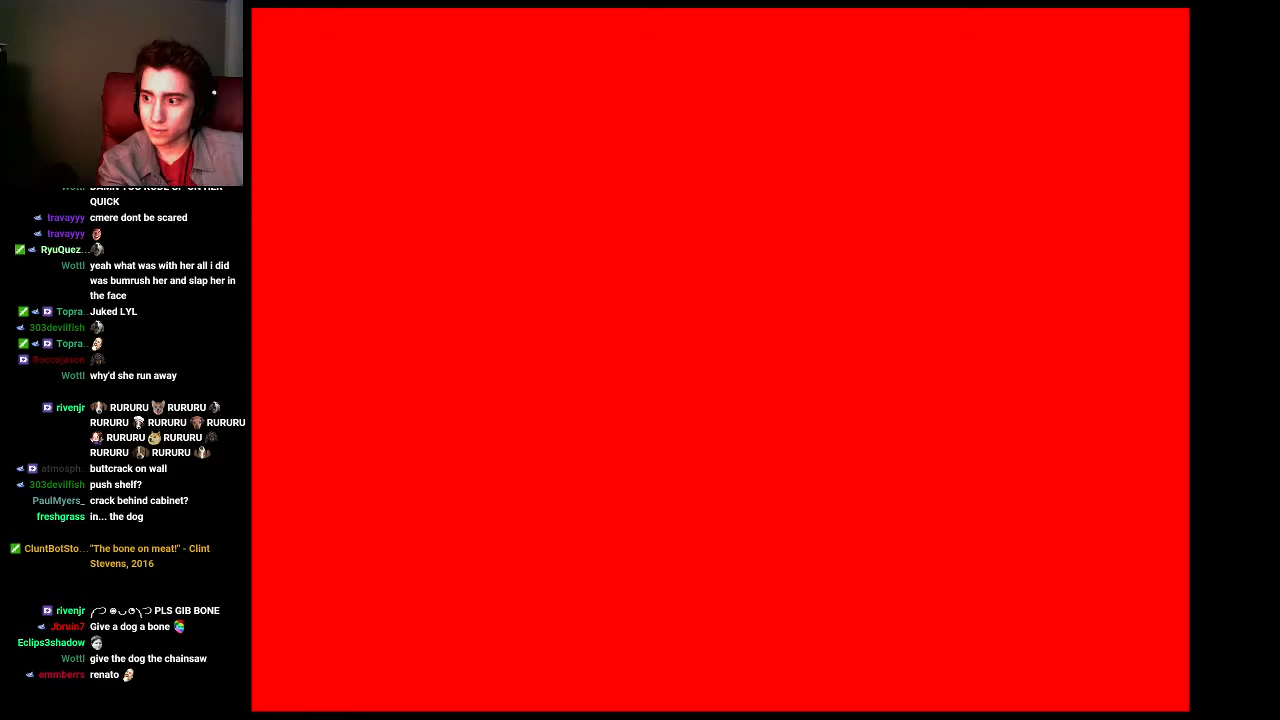 QUICK
travayyy cmere dont be scared
travayyy
RyuQuez...
Wottl yeah what was with her all i did
was bumrush her and slap her in
the face
Topra... Juked LYL
303devilfish
Topra...
Wottl why'd she run away
rivenjr RURURU RURURU
RURURU RURURU RURURU
RURURU RURURU
RURURU RURURU
atmosph... buttcrack on wall
303devilfish push shelf?
PaulMyers_ crack behind cabinet?
freshgrass in... the dog
CluntBotSto... "The bone on meat!" - Clint
Stevens, 2016
rivenjr PLS GIB BONE
Jbruin7 Give a dog a bone
Eclips3shadow
Wottl give the dog the chainsaw
emmberrs renato